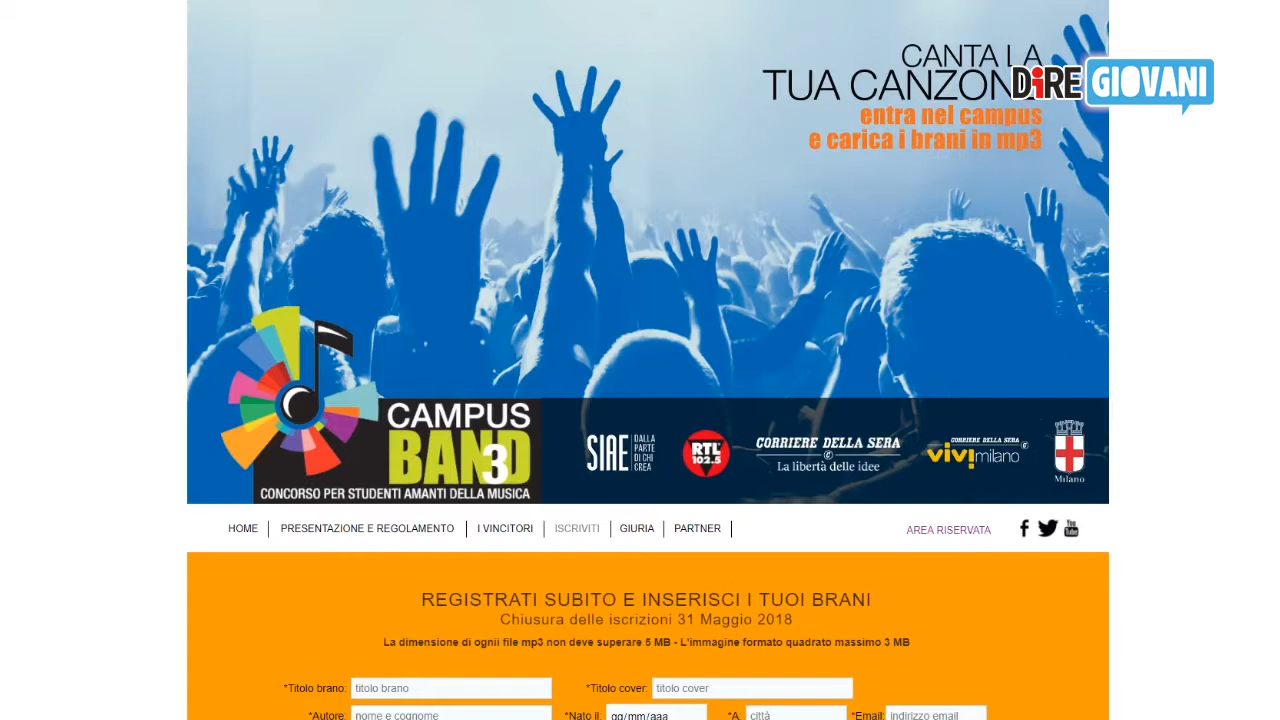 CANTA LA
TUA CANZON
DiRE GIOVANI
entra nel campus
e carica i brani in mp3
CAMPUS
BAND
3
CONCORSO PER STUDENTI AMANTI DELLA MUSICA
SIAE DALLA PARTE DI CHI CREA
RTL 102.5
CORRIERE DELLA SERA
La libertà delle idee
CORRIERE DELLA SERA
vivimilano
Milano
HOME PRESENTAZIONE E REGOLAMENTO I VINCITORI ISCRIVITI GIURIA PARTNER AREA RISERVATA f You Tube
REGISTRATI SUBITO E INSERISCI I TUOI BRANI
Chiusura delle iscrizioni 31 Maggio 2018
La dimensione di ognii file mp3 non deve superare 5 MB - L'immagine formato quadrato massimo 3 MB
*Titolo brano: titolo brano *Titolo cover: titolo cover
*Autore: nome e cognome *Nato il: gg/mm/aaa *A: città *Email: indirizzo email